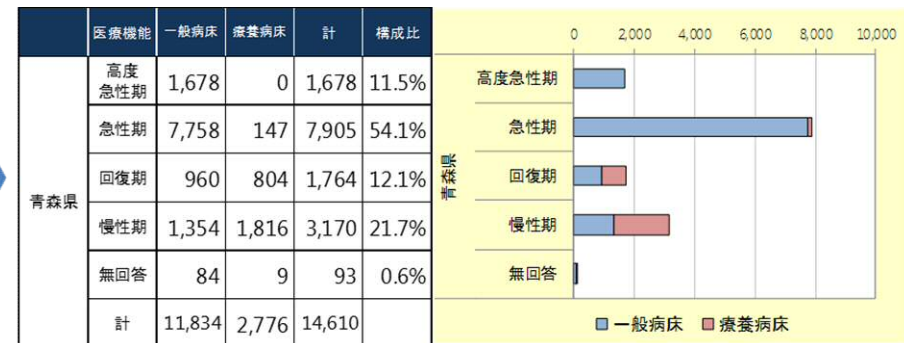 医療機能 一般病床 療養病床 計 構成比
青森県
高度
急性期 1,678 0 1,678 11.5%
急性期 7,758 147 7,905 54.1%
回復期 960 804 1,764 12.1%
慢性期 1,354 1,816 3,170 21.7%
無回答 84 9 93 0.6%
計 11,834 2,776 14,610
0 2,000 4,000 6,000 8,000 10,000
青森県
高度急性期
急性期
回復期
慢性期
無回答
一般病床 療養病床